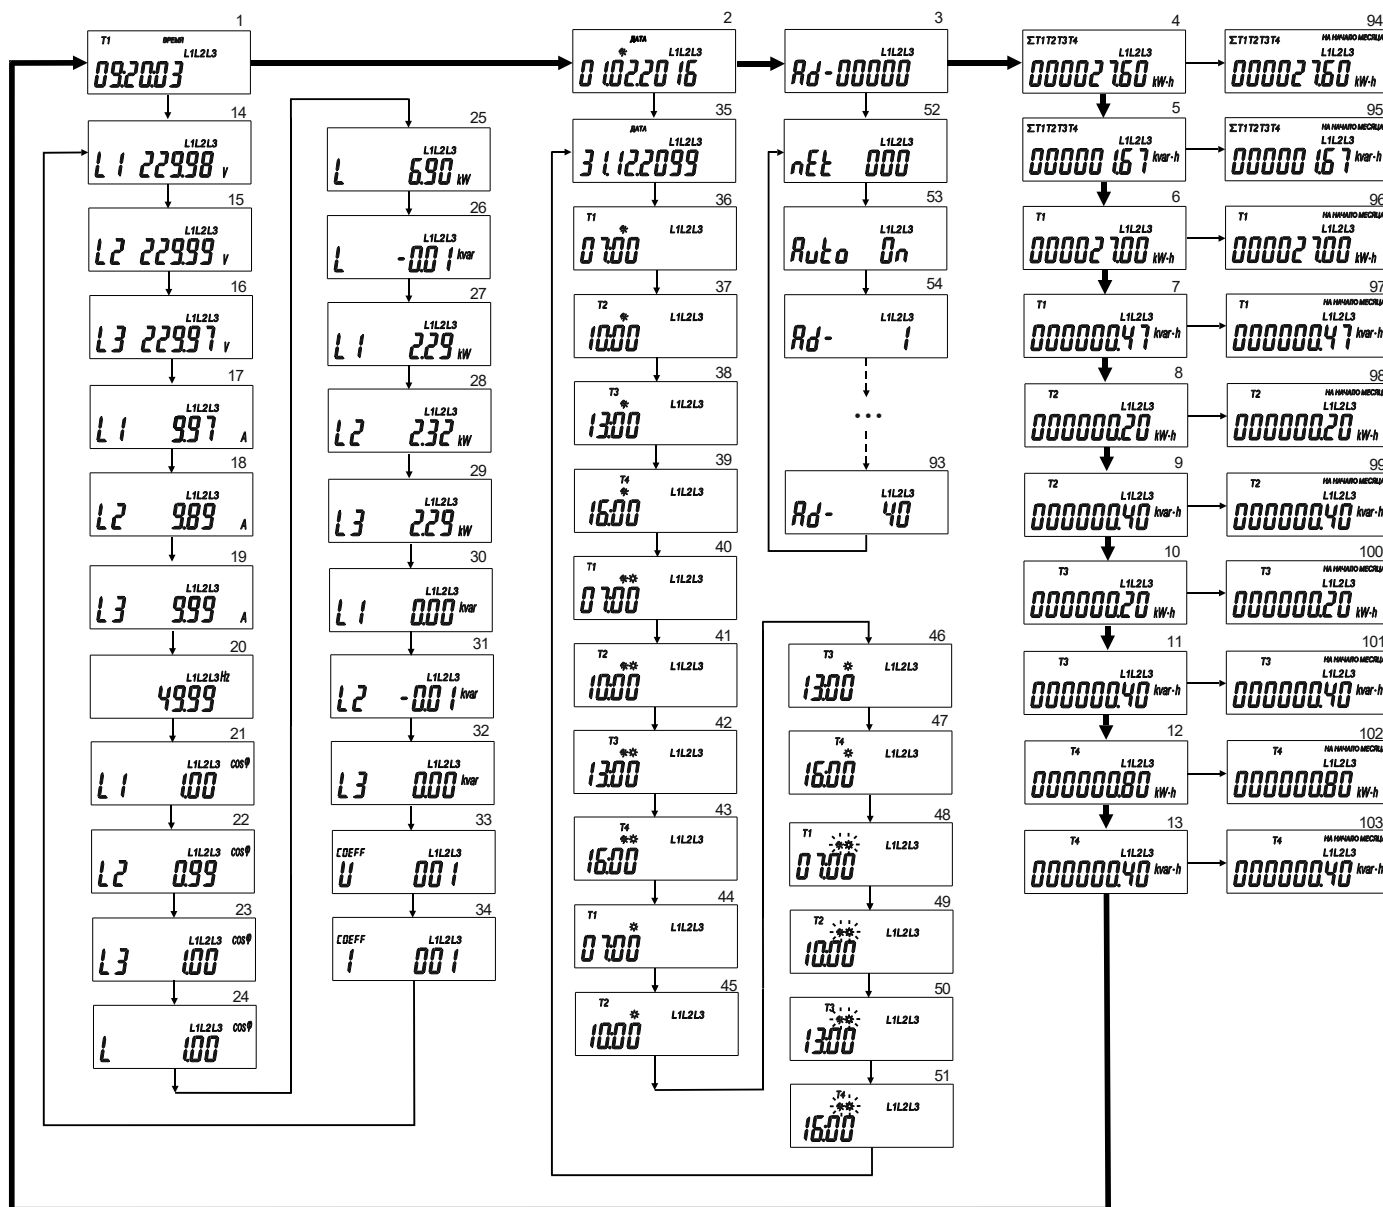 1
T1 ВРЕМЯ
L1L2L3
09:20:03
14
L1L2L3
L1 229.98 V
15
L1L2L3
L2 229.99 V
16
L1L2L3
L3 229.97 V
17
L1L2L3
L1 9.97 A
18
L1L2L3
L2 9.89 A
19
L1L2L3
L3 9.99 A
20
L1L2L3 Hz
49.99
21
L1L2L3 cosφ
L1 1.00
22
L1L2L3 cosφ
L2 0.99
23
L1L2L3 cosφ
L3 1.00
24
L1L2L3 cosφ
L 1.00
25
L1L2L3
L 6.90 kW
26
L1L2L3
L -0.01 kvar
27
L1L2L3
L1 2.29 kW
28
L1L2L3
L2 2.32 kW
29
L1L2L3
L3 2.29 kW
30
L1L2L3
L1 0.00 kvar
31
L1L2L3
L2 -0.01 kvar
32
L1L2L3
L3 0.00 kvar
33
COEFF L1L2L3
U 001
34
COEFF L1L2L3
I 001
2
ДАТА
L1L2L3
01.02.2016
35
ДАТА
L1L2L3
31.12.2099
36
T1
L1L2L3
07:00
37
T2
L1L2L3
10:00
38
T3
L1L2L3
13:00
39
T4
L1L2L3
16:00
40
T1
L1L2L3
07:00
41
T2
L1L2L3
10:00
42
T3
L1L2L3
13:00
43
T4
L1L2L3
16:00
44
T1
L1L2L3
07:00
45
T2
L1L2L3
10:00
46
T3
L1L2L3
13:00
47
T4
L1L2L3
16:00
48
T1
L1L2L3
07:00
49
T2
L1L2L3
10:00
50
T3
L1L2L3
13:00
51
T4
L1L2L3
16:00
3
L1L2L3
Ad-00000
52
L1L2L3
nEt 000
53
L1L2L3
Auto On
54
L1L2L3
Ad- 1
...
93
L1L2L3
Ad- 40
4
ΣT1T2T3T4
L1L2L3
000027.60 kW·h
5
ΣT1T2T3T4
L1L2L3
000001.67 kvar·h
6
T1
L1L2L3
000027.00 kW·h
7
T1
L1L2L3
000000.47 kvar·h
8
T2
L1L2L3
000000.20 kW·h
9
T2
L1L2L3
000000.40 kvar·h
10
T3
L1L2L3
000000.20 kW·h
11
T3
L1L2L3
000000.40 kvar·h
12
T4
L1L2L3
000000.80 kW·h
13
T4
L1L2L3
000000.40 kvar·h
94
ΣT1T2T3T4 НА НАЧАЛО МЕСЯЦА
L1L2L3
000027.60 kW·h
95
ΣT1T2T3T4 НА НАЧАЛО МЕСЯЦА
L1L2L3
000001.67 kvar·h
96
T1 НА НАЧАЛО МЕСЯЦА
L1L2L3
000027.00 kW·h
97
T1 НА НАЧАЛО МЕСЯЦА
L1L2L3
000000.47 kvar·h
98
T2 НА НАЧАЛО МЕСЯЦА
L1L2L3
000000.20 kW·h
99
T2 НА НАЧАЛО МЕСЯЦА
L1L2L3
000000.40 kvar·h
100
T3 НА НАЧАЛО МЕСЯЦА
L1L2L3
000000.20 kW·h
101
T3 НА НАЧАЛО МЕСЯЦА
L1L2L3
000000.40 kvar·h
102
T4 НА НАЧАЛО МЕСЯЦА
L1L2L3
000000.80 kW·h
103
T4 НА НАЧАЛО МЕСЯЦА
L1L2L3
000000.40 kvar·h